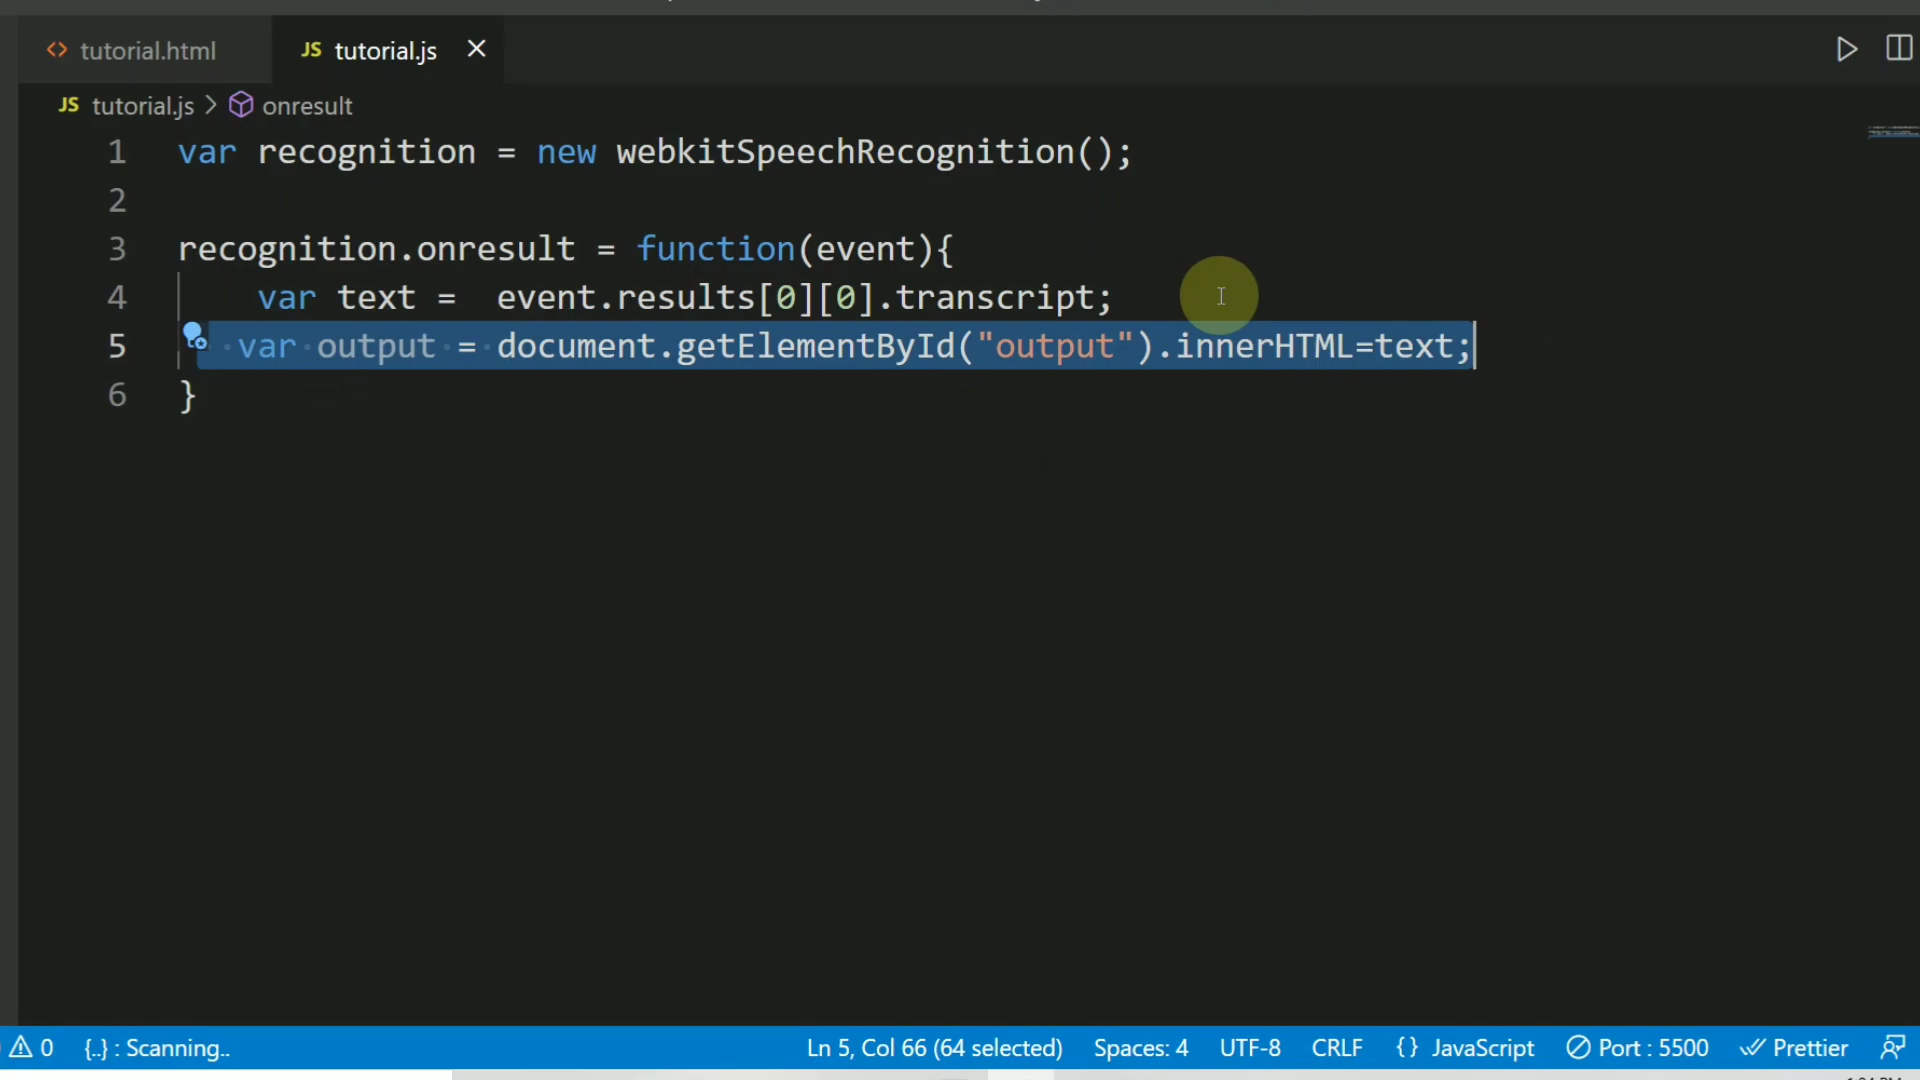 <> tutorial.html JS tutorial.js ×
JS tutorial.js > onresult
1 var recognition = new webkitSpeechRecognition();
2
3 recognition.onresult = function(event){
4 var text =  event.results[0][0].transcript;
5 var output = document.getElementById("output").innerHTML=text;
6 }
0 {..} : Scanning.. Ln 5, Col 66 (64 selected) Spaces: 4 UTF-8 CRLF {} JavaScript Port : 5500 Prettier